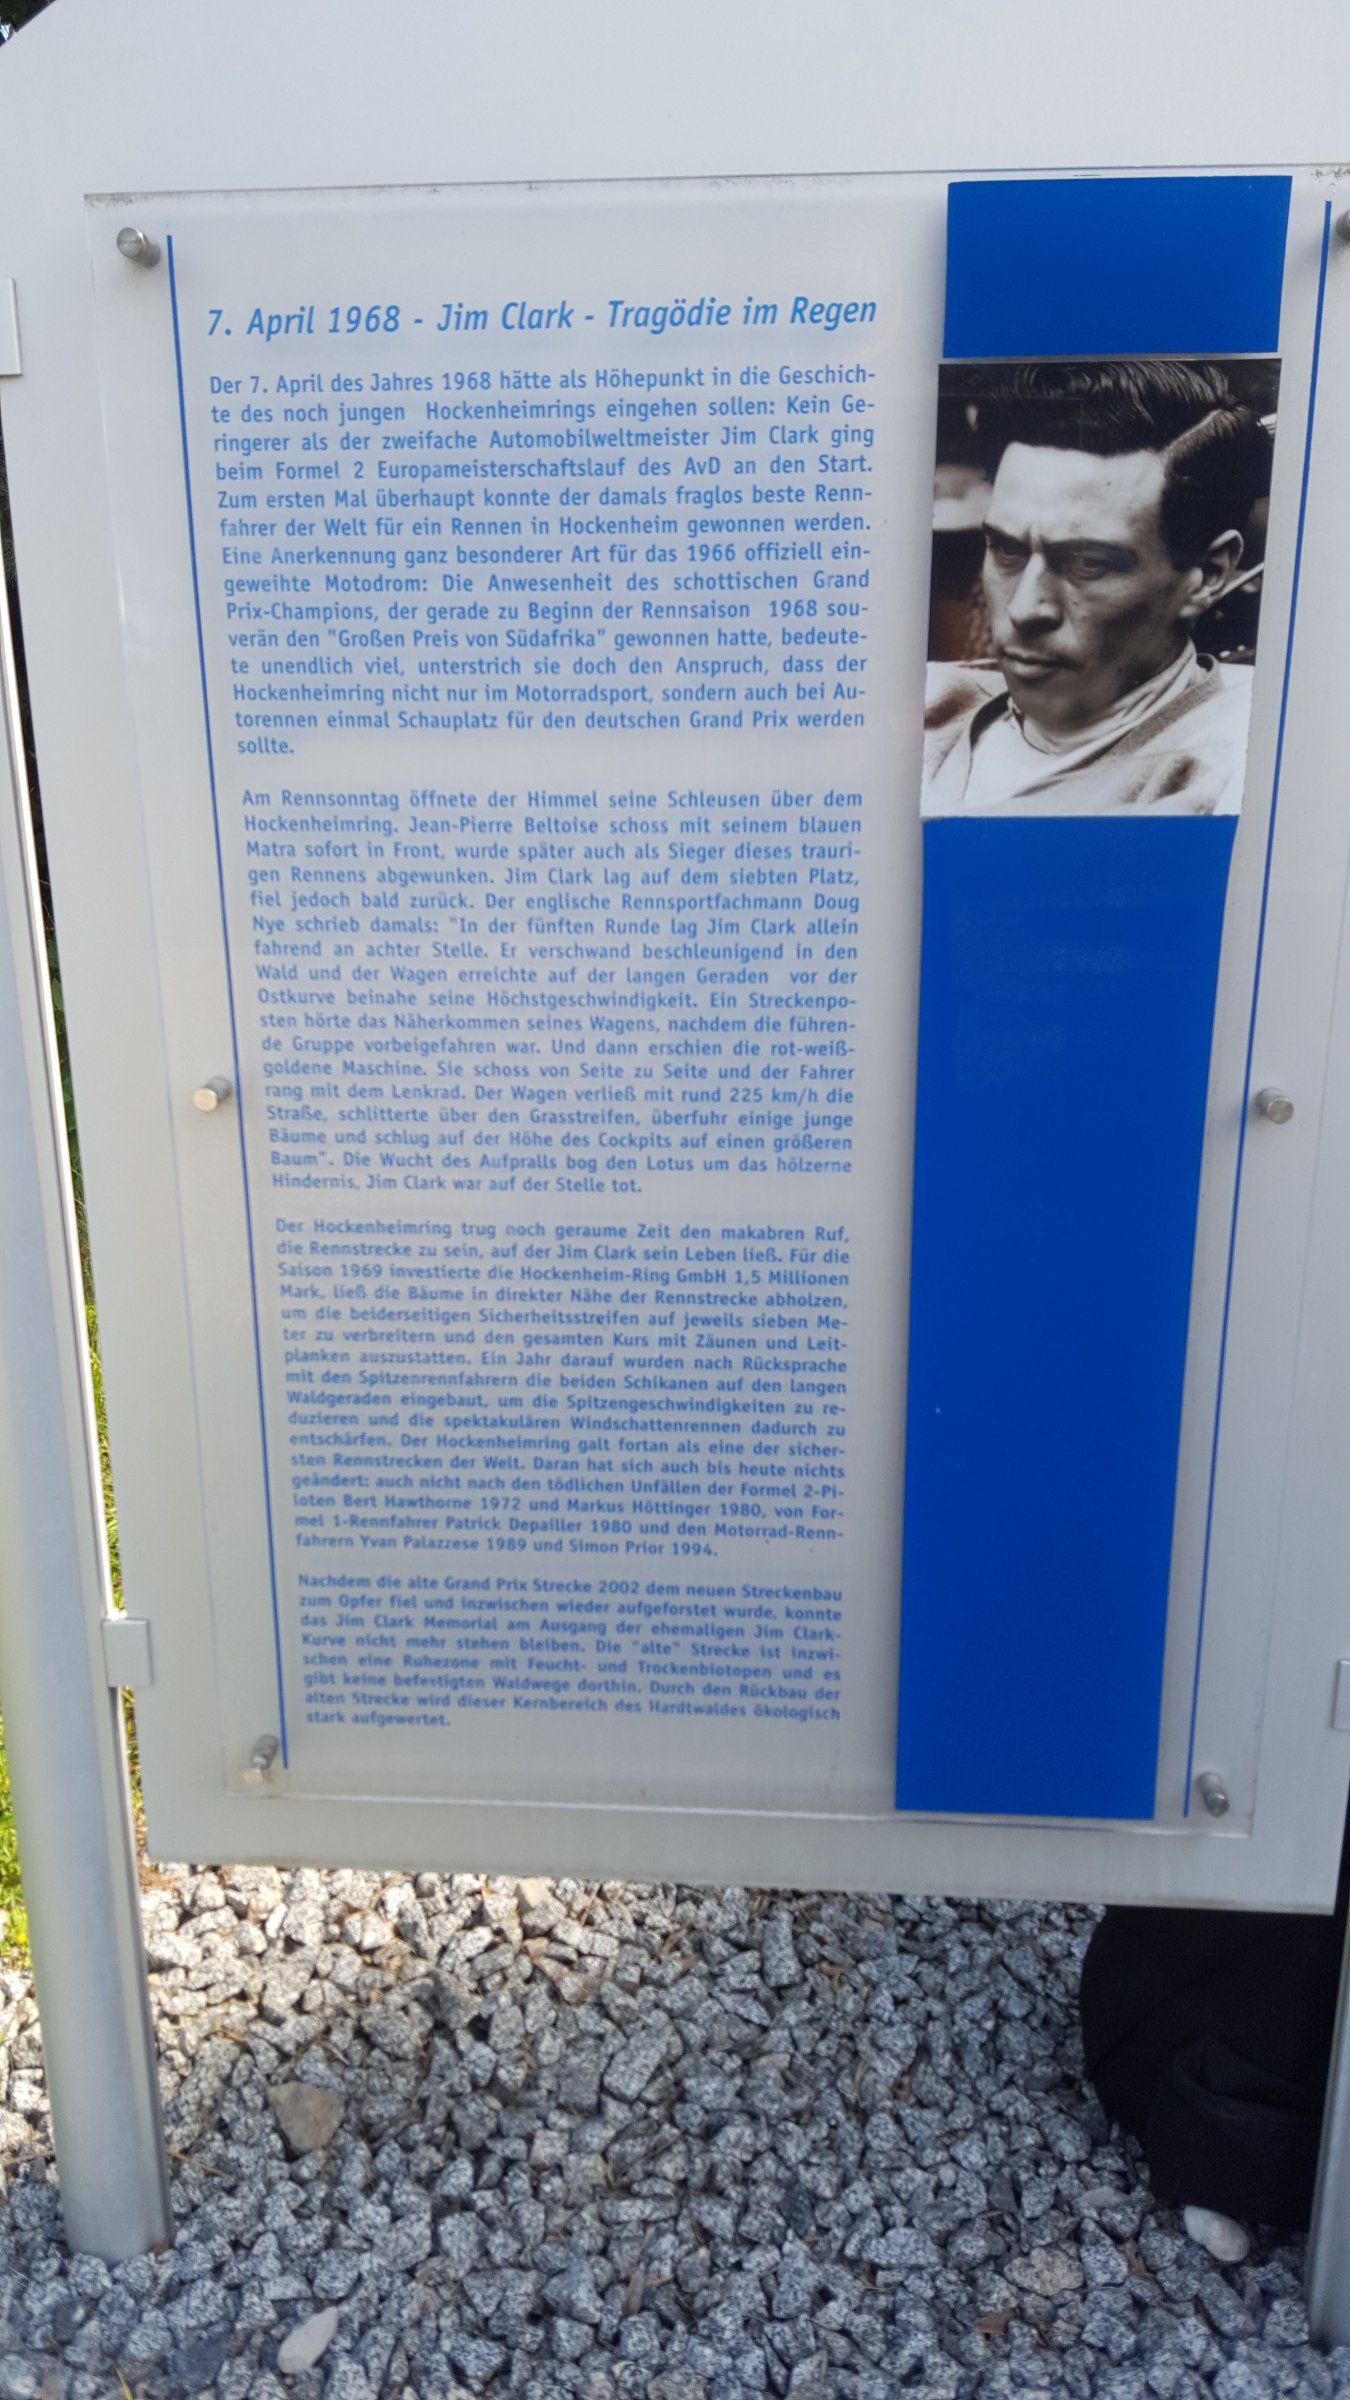 7. April 1968 - Jim Clark - Tragödie im Regen
Der 7. April des Jahres 1968 hätte als Höhepunkt in die Geschich-
te des noch jungen Hockenheimrings eingehen sollen: Kein Ge-
ringerer als der zweifache Automobilweltmeister Jim Clark ging
beim Formel 2 Europameisterschaftslauf des AvD an den Start.
Zum ersten Mal überhaupt konnte der damals fraglos beste Renn-
fahrer der Welt für ein Rennen in Hockenheim gewonnen werden.
Eine Anerkennung ganz besonderer Art für das 1966 offiziell ein-
geweihte Motodrom: Die Anwesenheit des schottischen Grand
Prix-Champions, der gerade zu Beginn der Rennsaison 1968 sou-
verän den "Großen Preis von Südafrika" gewonnen hatte, bedeute-
te unendlich viel, unterstrich sie doch den Anspruch, dass der
Hockenheimring nicht nur im Motorradsport, sondern auch bei Au-
torennen einmal Schauplatz für den deutschen Grand Prix werden
sollte.
Am Rennsonntag öffnete der Himmel seine Schleusen über dem
Hockenheimring. Jean-Pierre Beltoise schoss mit seinem blauen
Matra sofort in Front, wurde später auch als Sieger dieses trauri-
gen Rennens abgewunken. Jim Clark lag auf dem siebten Platz,
fiel jedoch bald zurück. Der englische Rennsportfachmann Doug
Nye schrieb damals: "In der fünften Runde lag Jim Clark allein
fahrend an achter Stelle. Er verschwand beschleunigend in den
Wald und der Wagen erreichte auf der langen Geraden vor der
Ostkurve beinahe seine Höchstgeschwindigkeit. Ein Streckenpo-
sten hörte das Näherkommen seines Wagens, nachdem die führen-
de Gruppe vorbeigefahren war. Und dann erschien die rot-weiß-
goldene Maschine. Sie schoss von Seite zu Seite und der Fahrer
rang mit dem Lenkrad. Der Wagen verließ mit rund 225 km/h die
Straße, schlitterte über den Grasstreifen, überfuhr einige junge
Bäume und schlug auf der Höhe des Cockpits auf einen größeren
Baum". Die Wucht des Aufpralls bog den Lotus um das hölzerne
Hindernis, Jim Clark war auf der Stelle tot.
Der Hockenheimring trug noch geraume Zeit den makabren Ruf,
die Rennstrecke zu sein, auf der Jim Clark sein Leben ließ. Für die
Saison 1969 investierte die Hockenheim-Ring GmbH 1,5 Millionen
Mark, ließ die Bäume in direkter Nähe der Rennstrecke abholzen,
um die beiderseitigen Sicherheitsstreifen auf jeweils sieben Me-
ter zu verbreitern und den gesamten Kurs mit Zäunen und Leit-
planken auszustatten. Ein Jahr darauf wurden nach Rücksprache
mit den Spitzenrennfahrern die beiden Schikanen auf den langen
Waldgeraden eingebaut, um die Spitzengeschwindigkeiten zu re-
duzieren und die spektakulären Windschattenrennen dadurch zu
entschärfen. Der Hockenheimring galt fortan als eine der sicher-
sten Rennstrecken der Welt. Daran hat sich auch bis heute nichts
geändert: auch nicht nach den tödlichen Unfällen der Formel 2-Pi-
loten Bert Hawthorne 1972 und Markus Höttinger 1980, von For-
mel 1-Rennfahrer Patrick Depailler 1980 und den Motorrad-Renn-
fahrern Yvan Palazzese 1989 und Simon Prior 1994.
Nachdem die alte Grand Prix Strecke 2002 dem neuen Streckenbau
zum Opfer fiel und inzwischen wieder aufgeforstet wurde, konnte
das Jim Clark Memorial am Ausgang der ehemaligen Jim Clark-
Kurve nicht mehr stehen bleiben. Die "alte" Strecke ist inzwi-
schen eine Ruhezone mit Feucht- und Trockenbiotopen und es
gibt keine befestigten Waldwege dorthin. Durch den Rückbau der
alten Strecke wird dieser Kernbereich des Hardtwaldes ökologisch
stark aufgewertet.